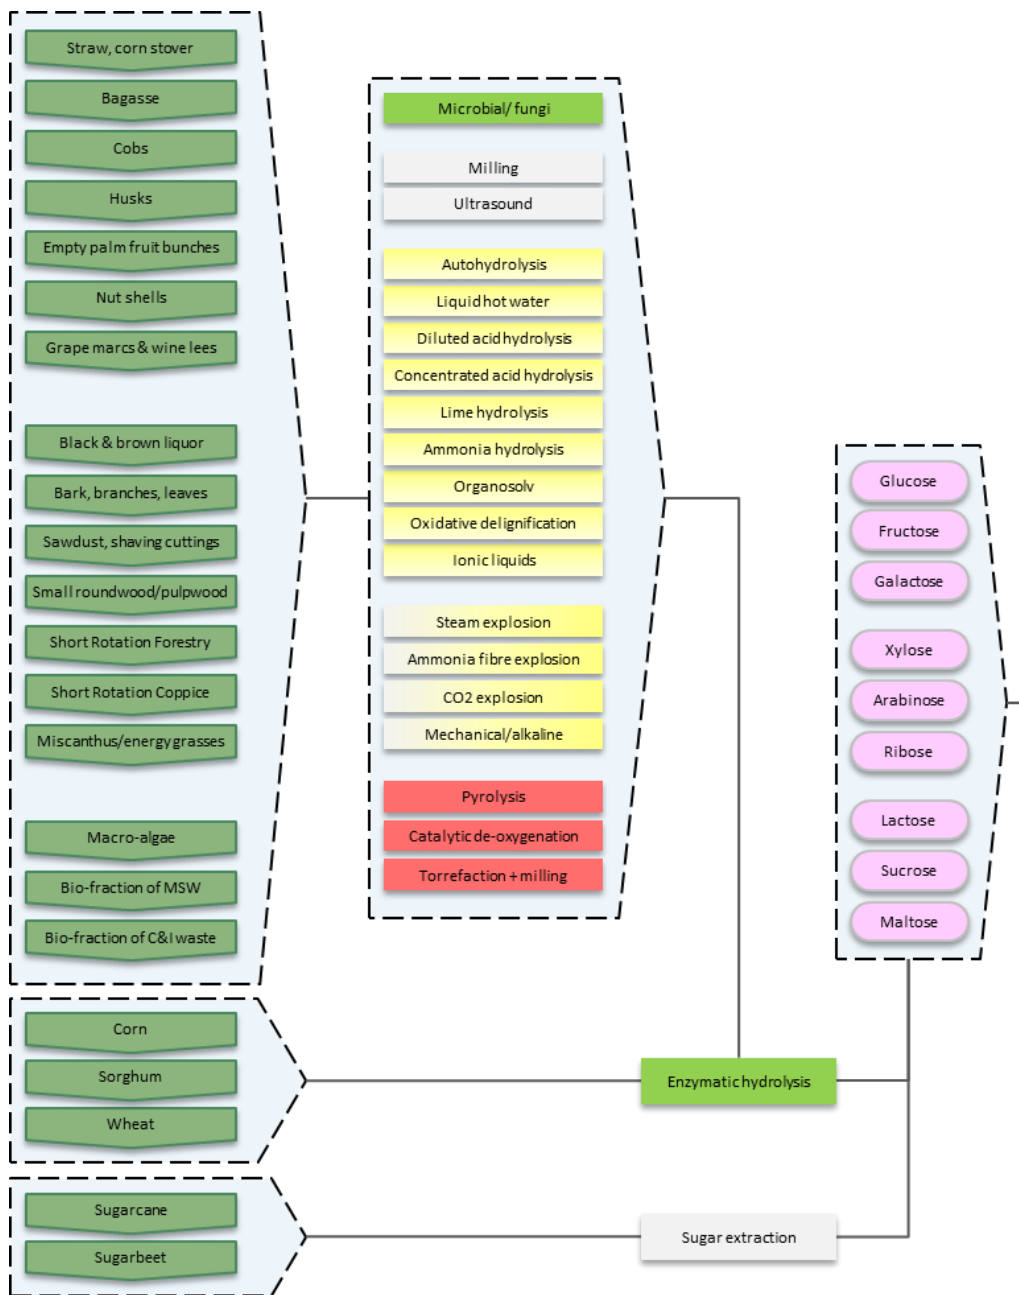 Straw, corn stover
Bagasse
Cobs
Husks
Empty palm fruit bunches
Nut shells
Grape marcs & wine lees
Black & brown liquor
Bark, branches, leaves
Sawdust, shaving cuttings
Small roundwood/pulpwood
Short Rotation Forestry
Short Rotation Coppice
Miscanthus/energy grasses
Macro-algae
Bio-fraction of MSW
Bio-fraction of C&I waste
Corn
Sorghum
Wheat
Sugarcane
Sugarbeet
Microbial/ fungi
Milling
Ultrasound
Autohydrolysis
Liquid hot water
Diluted acid hydrolysis
Concentrated acid hydrolysis
Lime hydrolysis
Ammonia hydrolysis
Organosolv
Oxidative delignification
Ionic liquids
Steam explosion
Ammonia fibre explosion
CO2 explosion
Mechanical/alkaline
Pyrolysis
Catalytic de-oxygenation
Torrefaction + milling
Enzymatic hydrolysis
Sugar extraction
Glucose
Fructose
Galactose
Xylose
Arabinose
Ribose
Lactose
Sucrose
Maltose